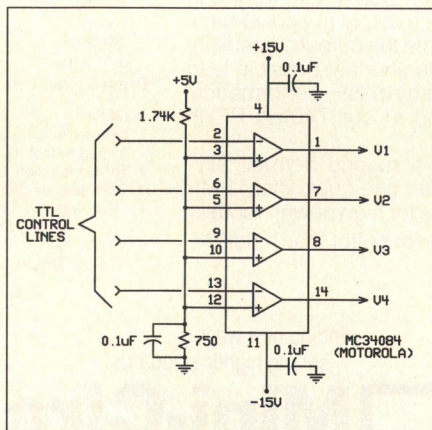 +15V
0.1uF
+5V
4
1.74K
2
1
V1
3
6
7
V2
5
TTL
CONTROL
LINES
9
8
V3
10
13
14
V4
12
0.1uF
750
11
MC34084
(MOTOROLA)
0.1uF
-15V